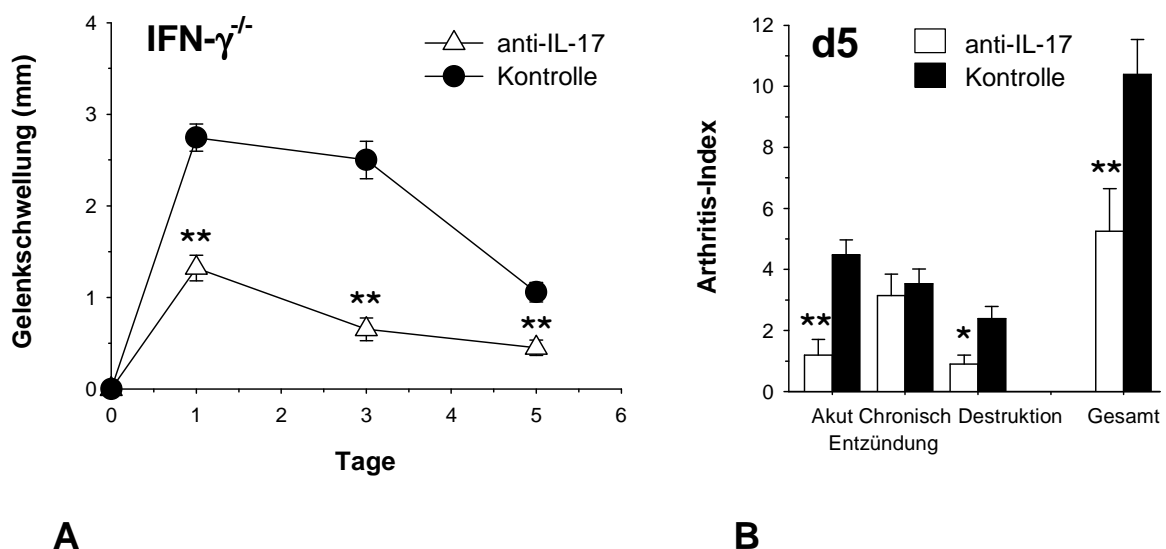 IFN-γ-/-
anti-IL-17
Kontrolle
Gelenkschwellung (mm)
4
3
2
1
0
**
**
**
0 1 2 3 4 5 6
Tage
A
d5
anti-IL-17
Kontrolle
Arthritis-Index
12
10
8
6
4
2
0
**
*
**
Akut Chronisch Destruktion Gesamt
Entzündung
B